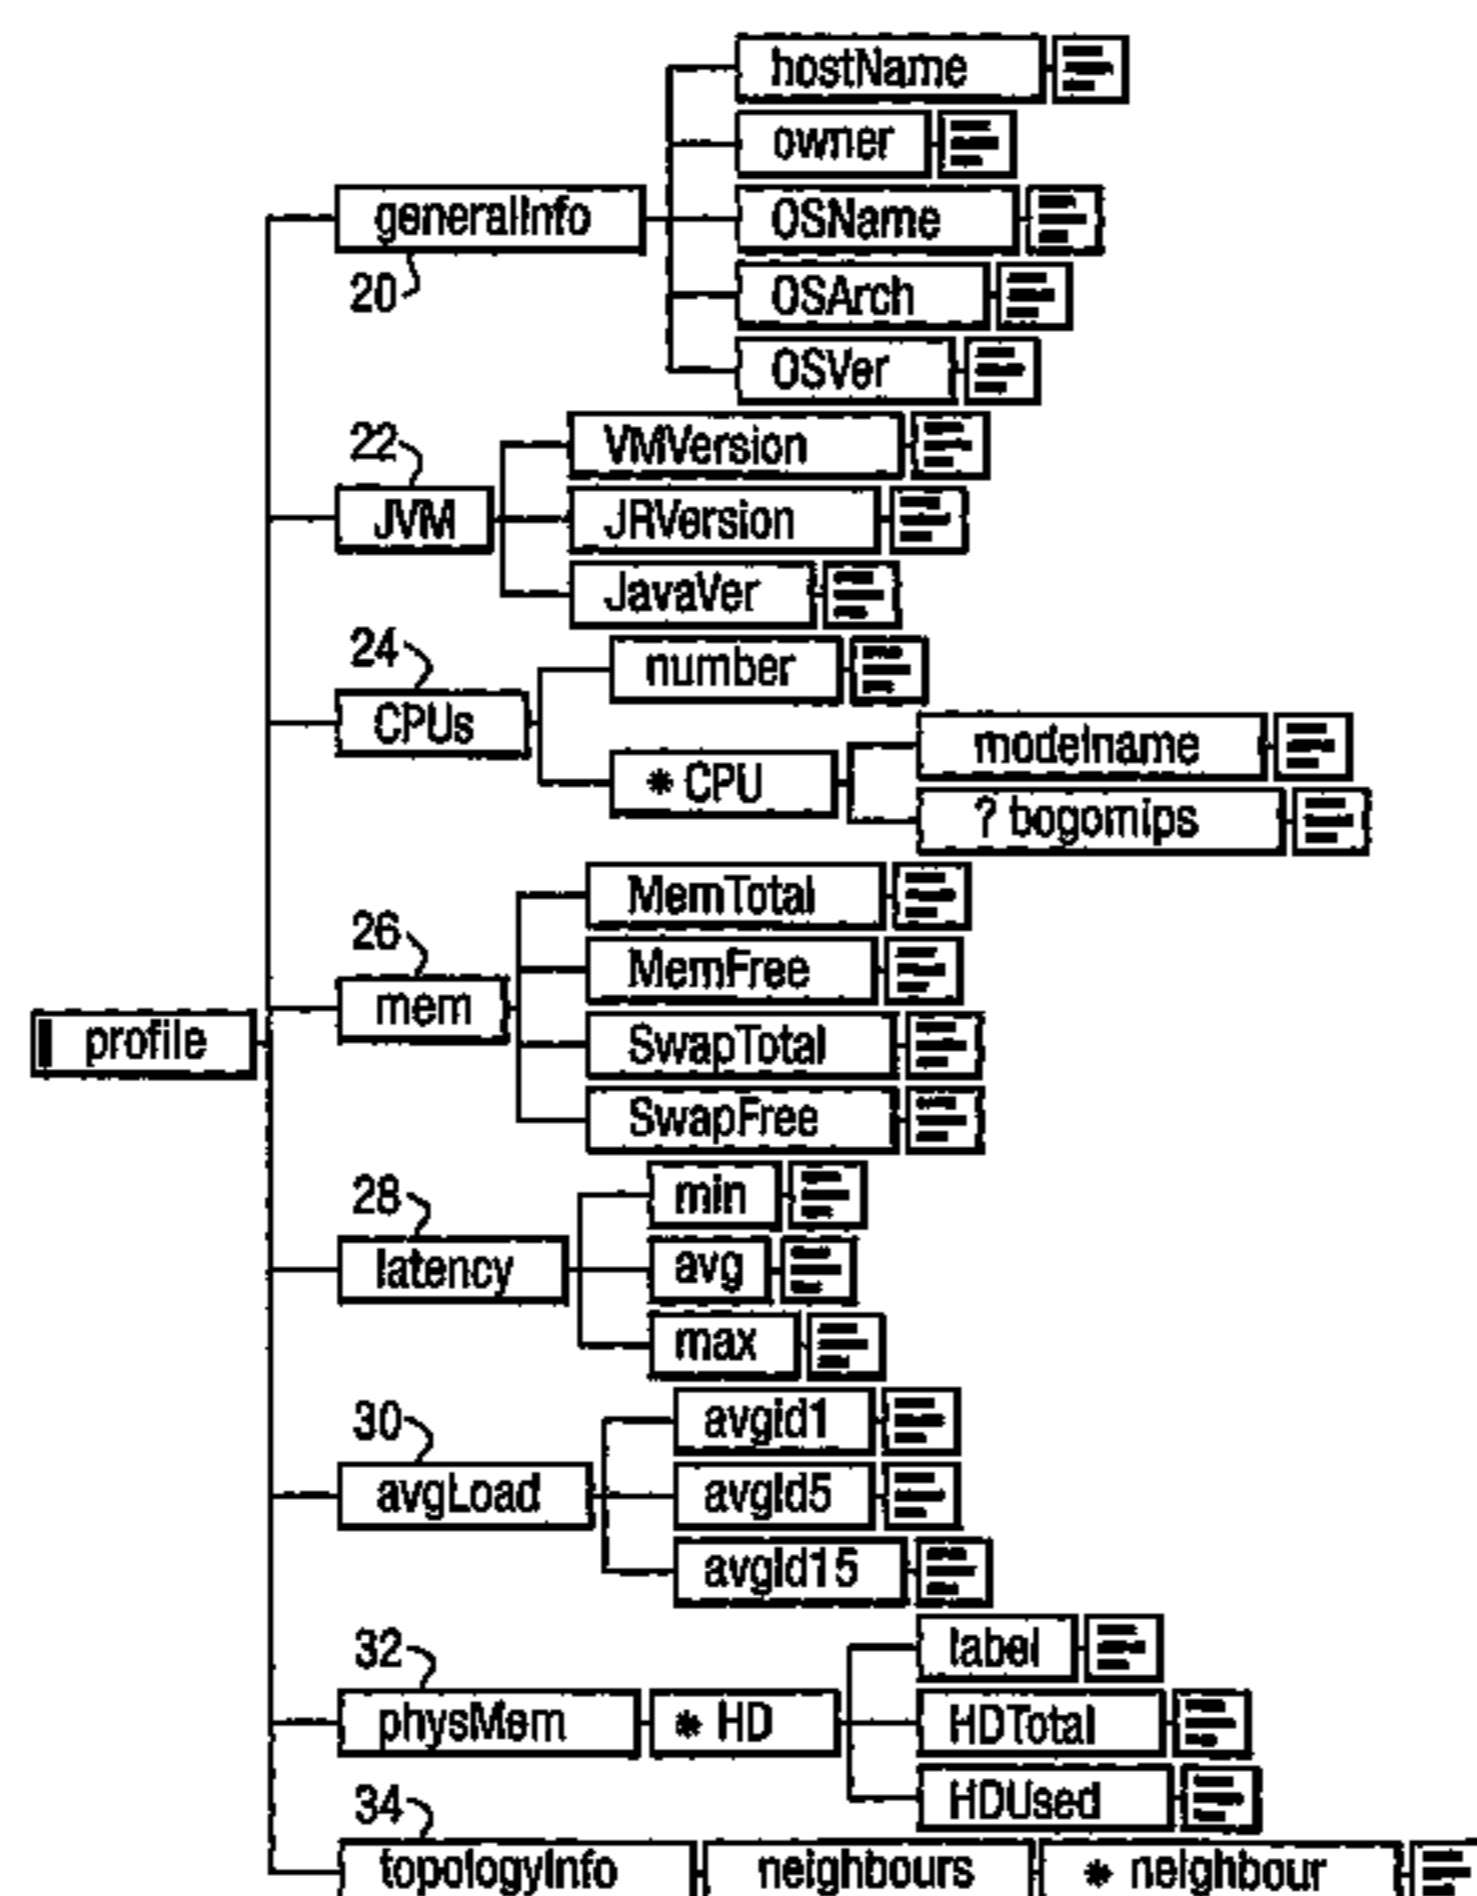 hostName
owner
generalInfo
OSName
20
OSArch
OSVer
22
VMVersion
JVM
JRVersion
JavaVer
24
number
CPUs
modelname
* CPU
? bogomips
MemTotal
26
MemFree
mem
profile
SwapTotal
SwapFree
28
min
latency
avg
max
30
avgid1
avgLoad
avgld5
avgld15
32
label
physMem * HD
HDTotal
34
HDUsed
topologyInfo neighbours * neighbour